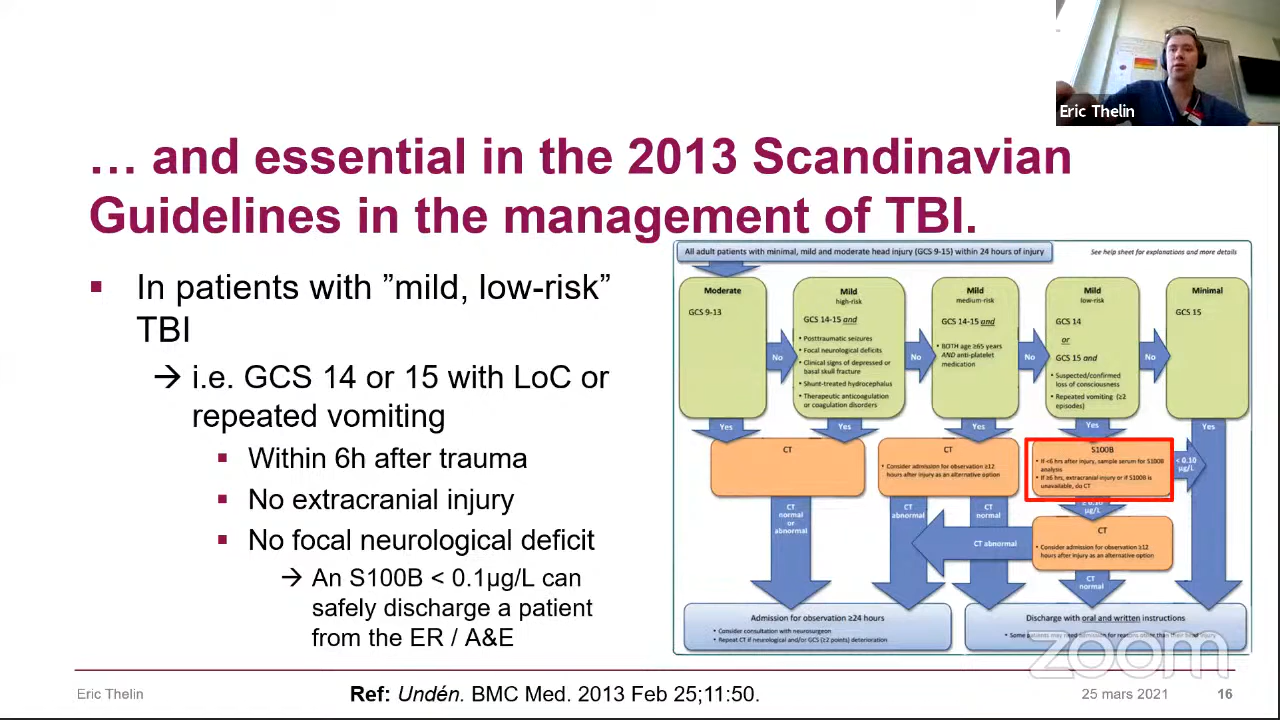 Eric Thelin
… and essential in the 2013 Scandinavian
Guidelines in the management of TBI.
▪ In patients with ”mild, low-risk”
TBI
→ i.e. GCS 14 or 15 with LoC or
repeated vomiting
▪ Within 6h after trauma
▪ No extracranial injury
▪ No focal neurological deficit
→ An S100B < 0.1µg/L can
safely discharge a patient
from the ER / A&E
All adult patients with minimal, mild and moderate head injury (GCS 9-15) within 24 hours of injury
See help sheet for explanations and more details
Moderate
GCS 9-13
No
Mild
high-risk
GCS 14-15 and
• Posttraumatic seizures
• Focal neurological deficits
• Clinical signs of depressed or
basal skull fracture
• Shunt-treated hydrocephalus
• Therapeutic anticoagulation
or coagulation disorders
No
Mild
medium-risk
GCS 14-15 and
• BOTH age ≥65 years
AND anti-platelet
medication
No
Mild
low-risk
GCS 14
or
GCS 15 and
• Suspected/confirmed
loss of consciousness
• Repeated vomiting (≥2
episodes)
No
Minimal
GCS 15
Yes
Yes
Yes
Yes
Yes
CT
CT
• Consider admission for observation ≥12
hours after injury as an alternative option
S100B
• If <6 hrs after injury, sample serum for S100B
analysis
• If ≥6 hrs, extracranial injury or if S100B is
unavailable, do CT
< 0.10
µg/L
µg/L
CT
normal
or
abnormal
CT
abnormal
CT
normal
CT abnormal
CT
• Consider admission for observation ≥12
hours after injury as an alternative option
CT
normal
Admission for observation ≥24 hours
• Consider consultation with neurosurgeon
• Repeat CT if neurological and/or GCS (≥2 points) deterioration
Discharge with oral and written instructions
• Some patients may need admission for reasons other than their head injury
zoom
Eric Thelin
Ref: Undén. BMC Med. 2013 Feb 25;11:50.
25 mars 2021
16